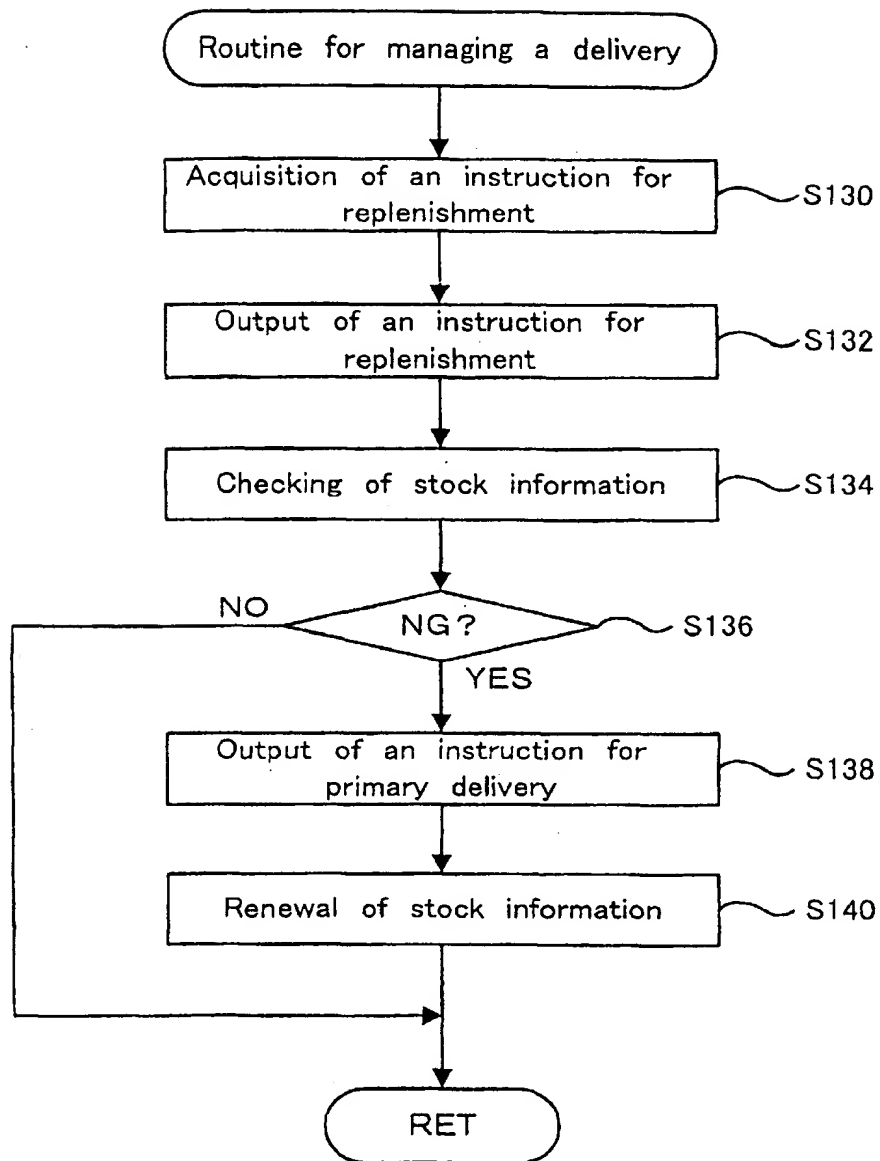 Routine for managing a delivery
Acquisition of an instruction for
replenishment
S130
Output of an instruction for
replenishment
S132
Checking of stock information
S134
NO
NG?
S136
YES
Output of an instruction for
primary delivery
S138
Renewal of stock information
S140
RET